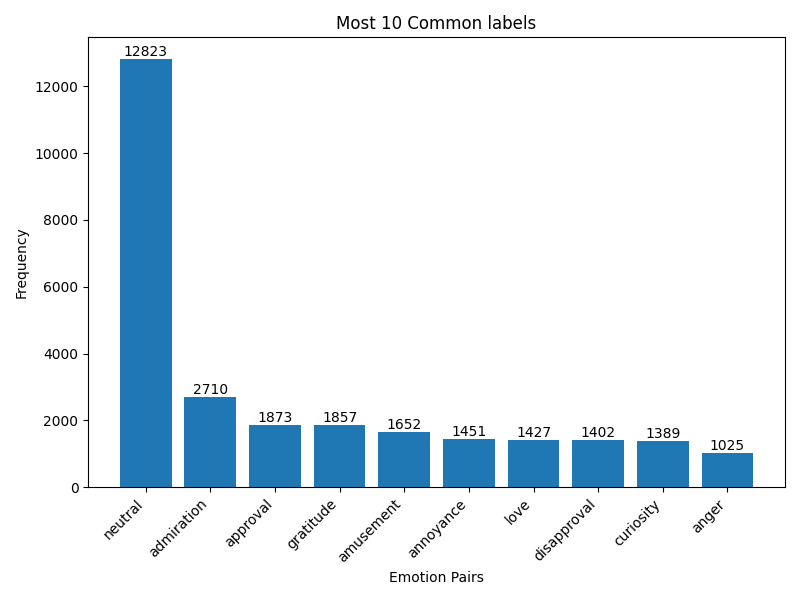 Most 10 Common labels
Frequency
12000
10000
8000
6000
4000
2000
0
12823
2710
1873
1857
1652
1451
1427
1402
1389
1025
neutral
admiration
approval
gratitude
amusement
annoyance
love
disapproval
curiosity
anger
Emotion Pairs